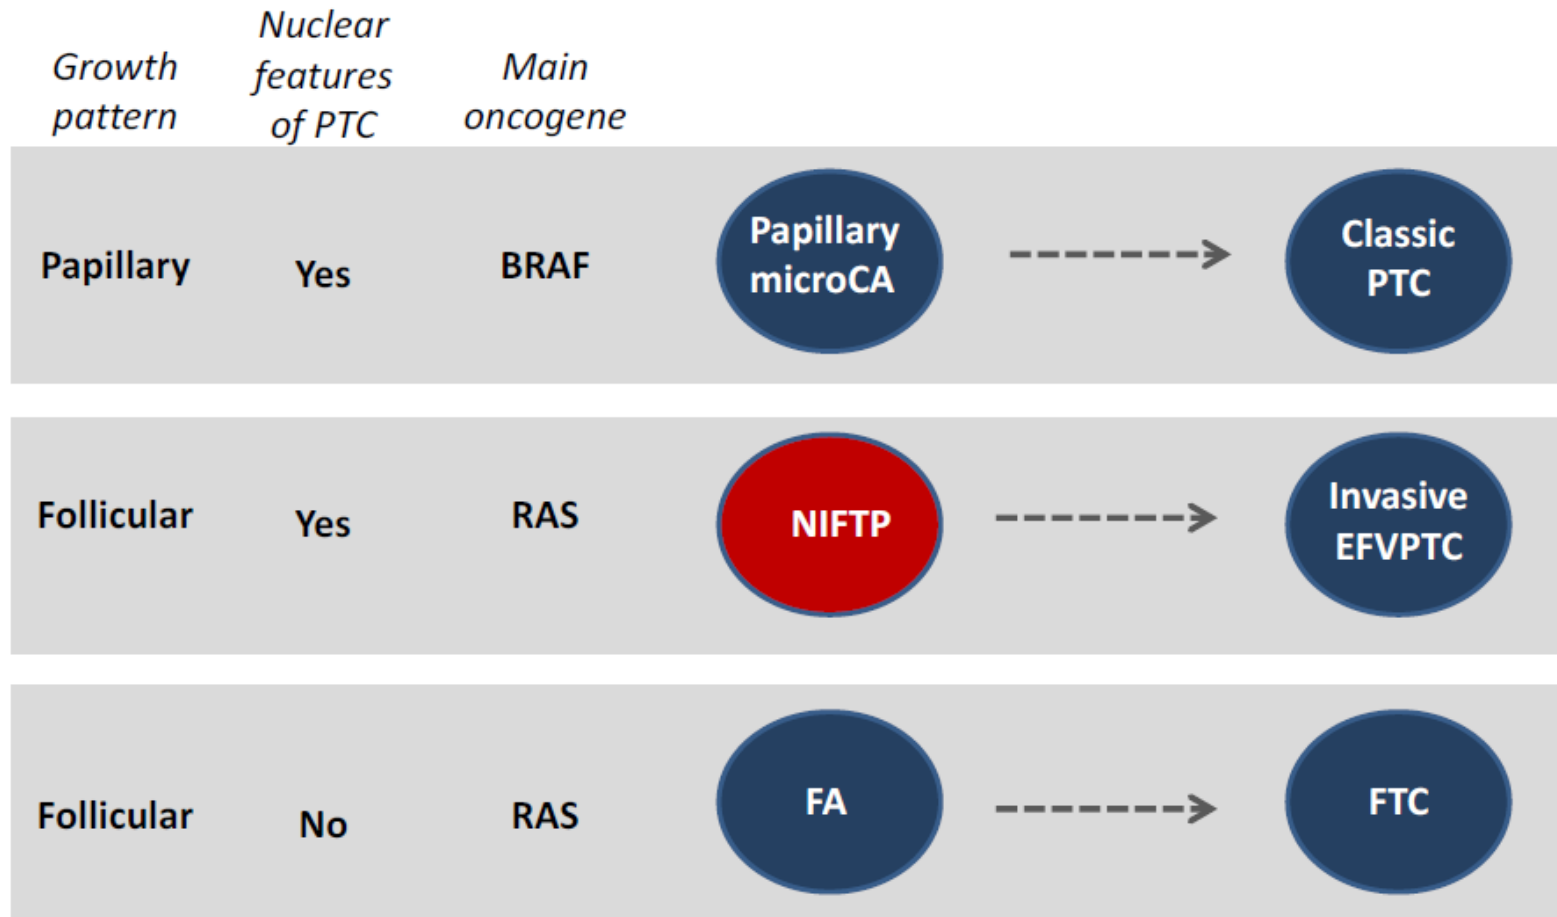 Growth
pattern
Nuclear
features
of PTC
Main
oncogene
Papillary
Yes
BRAF
Papillary
microCA
Classic
PTC
Follicular
Yes
RAS
NIFTP
Invasive
EFVPTC
Follicular
No
RAS
FA
FTC